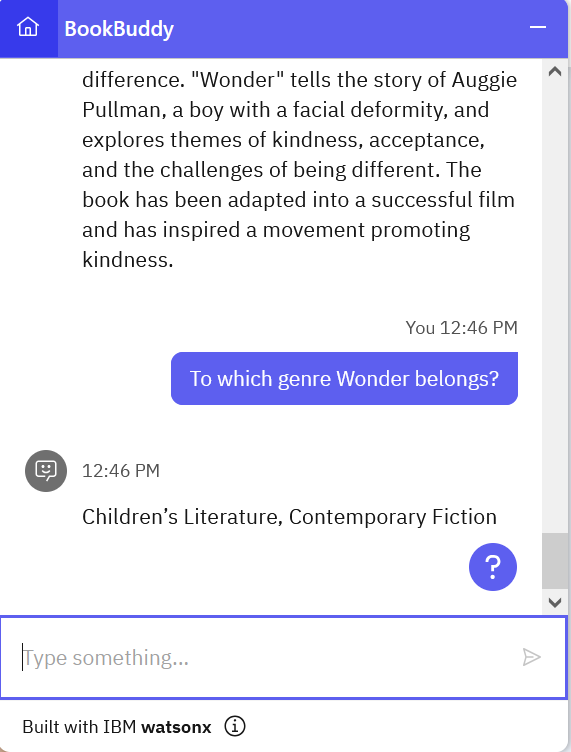 BookBuddy
difference. "Wonder" tells the story of Auggie
Pullman, a boy with a facial deformity, and
explores themes of kindness, acceptance,
and the challenges of being different. The
book has been adapted into a successful film
and has inspired a movement promoting
kindness.
You 12:46 PM
To which genre Wonder belongs?
12:46 PM
Children’s Literature, Contemporary Fiction
?
Type something...
Built with IBM watsonx